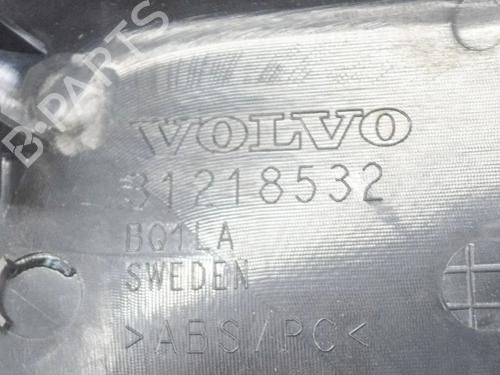 B-PARTS
VOLVO
31218532
BQ1LA
SWEDEN
>ABS/PC<